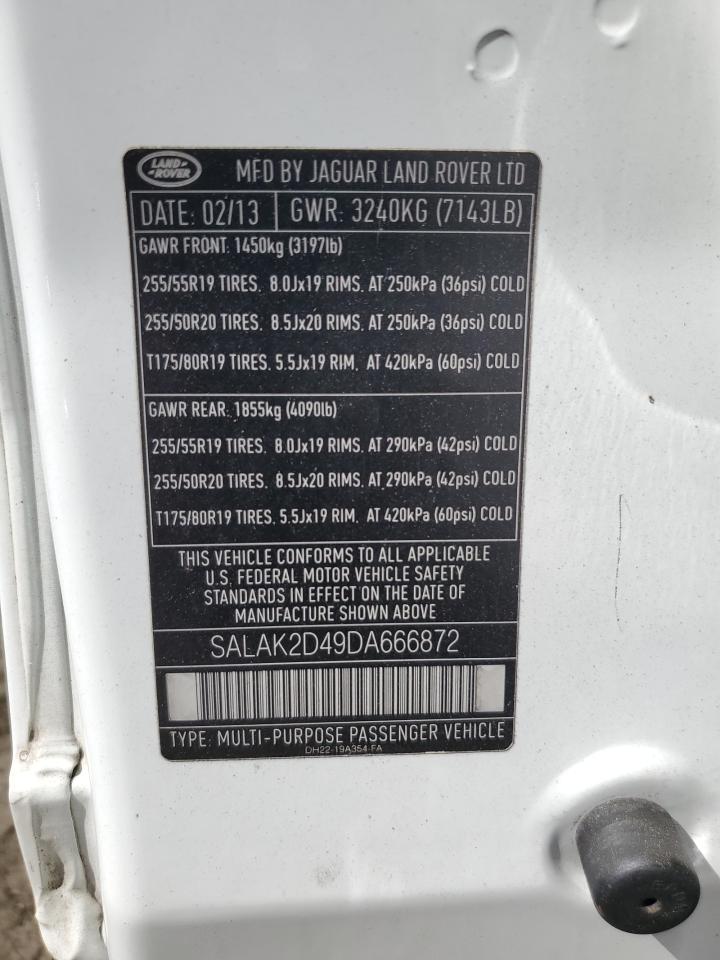 LAND-
-ROVER
MFD BY JAGUAR LAND ROVER LTD
DATE: 02/13 GWR: 3240KG (7143LB)
GAWR FRONT: 1450kg (3197lb)
255/55R19 TIRES. 8.0Jx19 RIMS. AT 250kPa (36psi) COLD
255/50R20 TIRES. 8.5Jx20 RIMS. AT 250kPa (36psi) COLD
T175/80R19 TIRES. 5.5Jx19 RIM. AT 420kPa (60psi) COLD
GAWR REAR: 1855kg (4090lb)
255/55R19 TIRES. 8.0Jx19 RIMS. AT 290kPa (42psi) COLD
255/50R20 TIRES. 8.5Jx20 RIMS. AT 290kPa (42psi) COLD
T175/80R19 TIRES. 5.5Jx19 RIM. AT 420kPa (60psi) COLD
THIS VEHICLE CONFORMS TO ALL APPLICABLE
U.S. FEDERAL MOTOR VEHICLE SAFETY
STANDARDS IN EFFECT ON THE DATE OF
MANUFACTURE SHOWN ABOVE
SALAK2D49DA666872
TYPE: MULTI-PURPOSE PASSENGER VEHICLE
DH22-19A354-FA